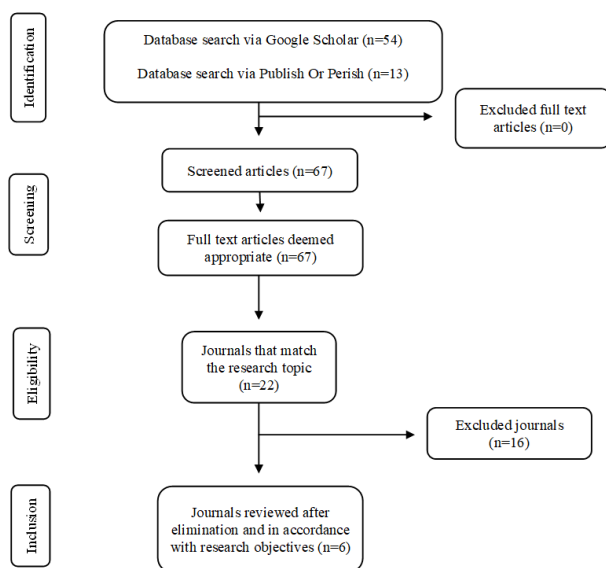 Identification
Database search via Google Scholar (n=54)
Database search via Publish Or Perish (n=13)
Excluded full text
articles (n=0)
Screening
Screened articles (n=67)
Full text articles deemed
appropriate (n=67)
Eligibility
Journals that match
the research topic
(n=22)
Excluded journals
(n=16)
Inclusion
Journals reviewed after
elimination and in accordance
with research objectives (n=6)